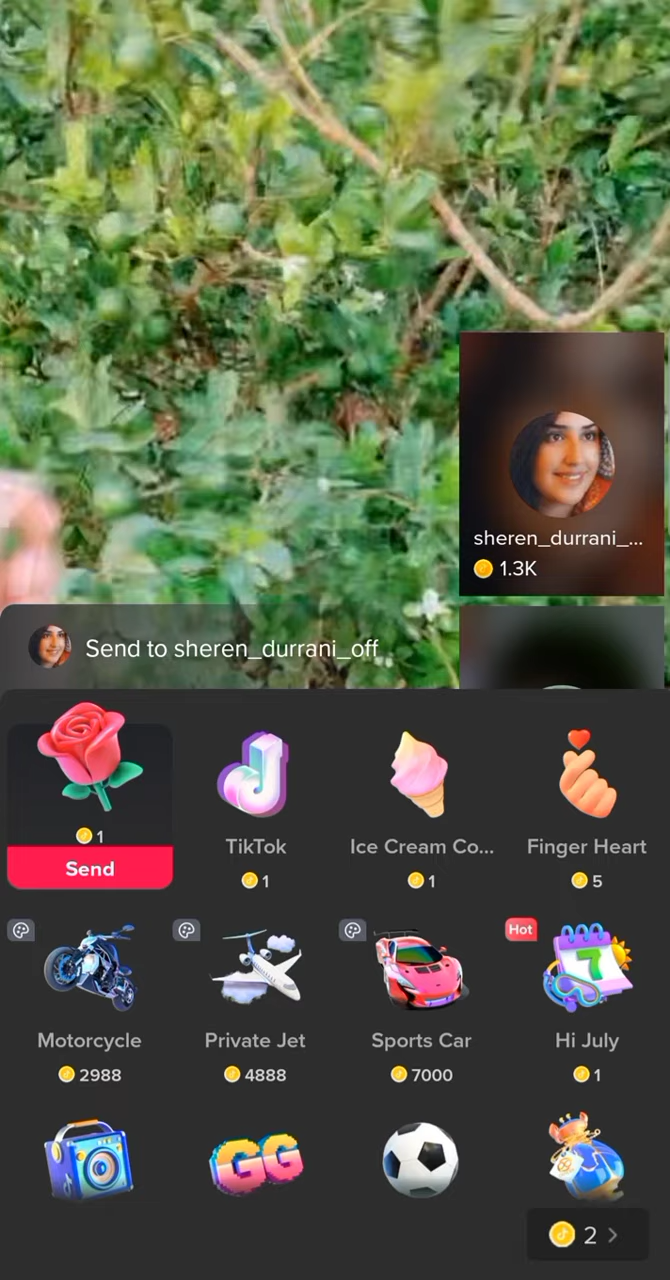 sheren_durrani_...
1.3K
Send to sheren_durrani_off
1
Send
TikTok
1
Ice Cream Co...
1
Finger Heart
5
Motorcycle
2988
Private Jet
4888
Sports Car
7000
Hot
7
Hi July
1
GG
2